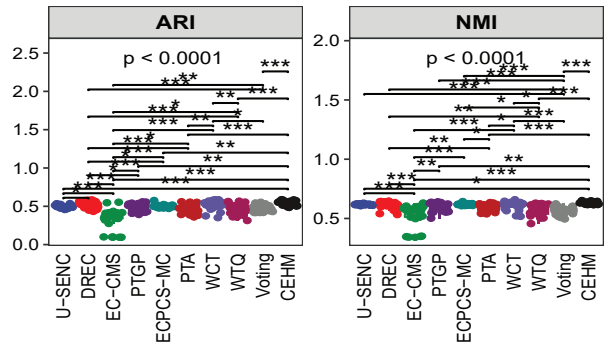 ARI
NMI
p < 0.0001
p < 0.0001
2.5
2.0
1.5
1.0
0.5
0.0
2.0
1.5
1.0
0.5
U-SENC
DREC
EC-CMS
PTGP
ECPCS-MC
PTA
WCT
WTQ
Voting
CEHM
U-SENC
DREC
EC-CMS
PTGP
ECPCS-MC
PTA
WCT
WTQ
Voting
CEHM